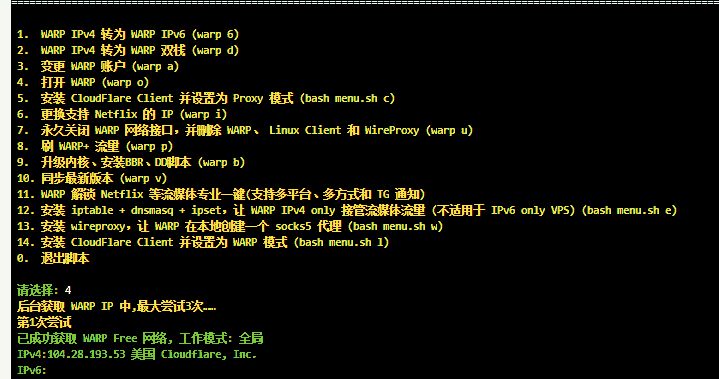 1.  WARP IPv4 转为 WARP IPv6 (warp 6)
2.  WARP IPv4 转为 WARP 双栈 (warp d)
3.  变更 WARP 账户 (warp a)
4.  打开 WARP (warp o)
5.  安装 CloudFlare Client 并设置为 Proxy 模式 (bash menu.sh c)
6.  更换支持 Netflix 的 IP (warp i)
7.  永久关闭 WARP 网络接口，并删除 WARP、 Linux Client 和 WireProxy (warp u)
8.  刷 WARP+ 流量 (warp p)
9.  升级内核、安装BBR、DD脚本 (warp b)
10. 同步最新版本 (warp v)
11. WARP 解锁 Netflix 等流媒体专业一键(支持多平台、多方式和 TG 通知)
12. 安装 iptable + dnsmasq + ipset，让 WARP IPv4 only 接管流媒体流量 (不适用于 IPv6 only VPS) (bash menu.sh e)
13. 安装 wireproxy，让 WARP 在本地创建一个 socks5 代理 (bash menu.sh w)
14. 安装 CloudFlare Client 并设置为 WARP 模式 (bash menu.sh l)
0.  退出脚本
请选择: 4
后台获取 WARP IP 中,最大尝试3次……
第1次尝试
已成功获取 WARP Free 网络, 工作模式: 全局
IPv4:104.28.193.53 美国 Cloudflare, Inc.
IPv6: